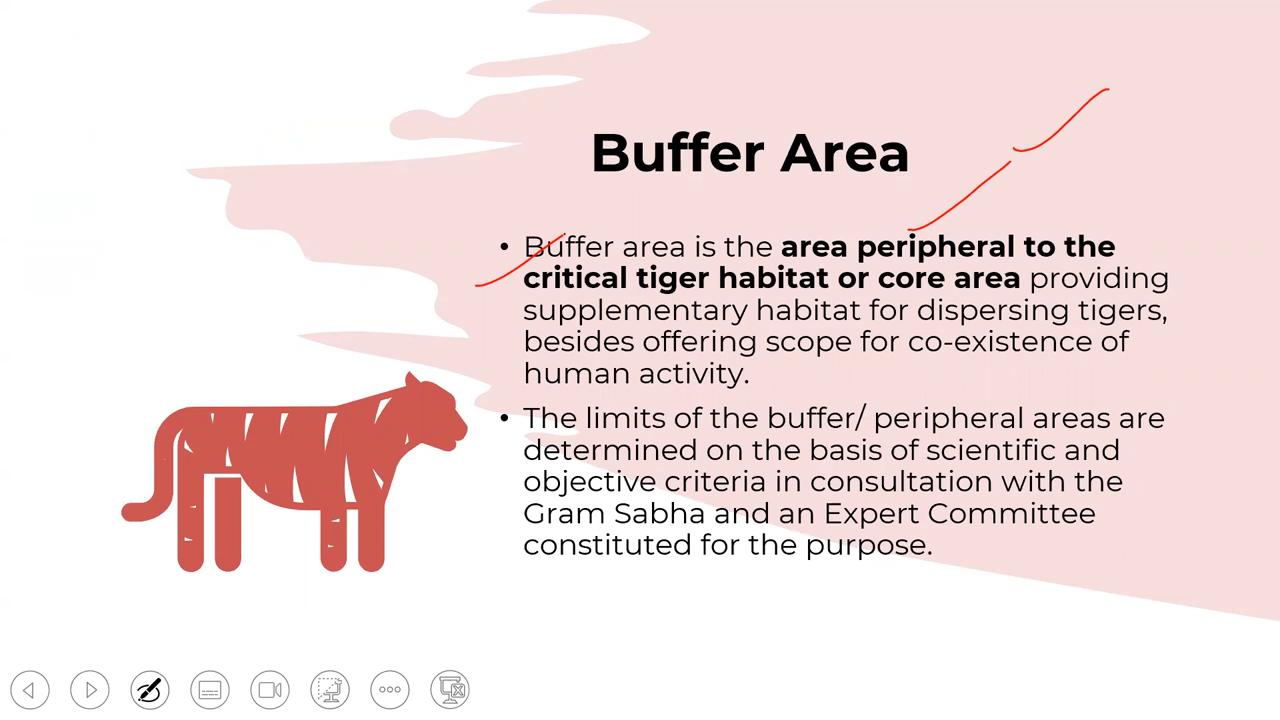 Buffer Area
• Buffer area is the area peripheral to the
critical tiger habitat or core area providing
supplementary habitat for dispersing tigers,
besides offering scope for co-existence of
human activity.
• The limits of the buffer/ peripheral areas are
determined on the basis of scientific and
objective criteria in consultation with the
Gram Sabha and an Expert Committee
constituted for the purpose.